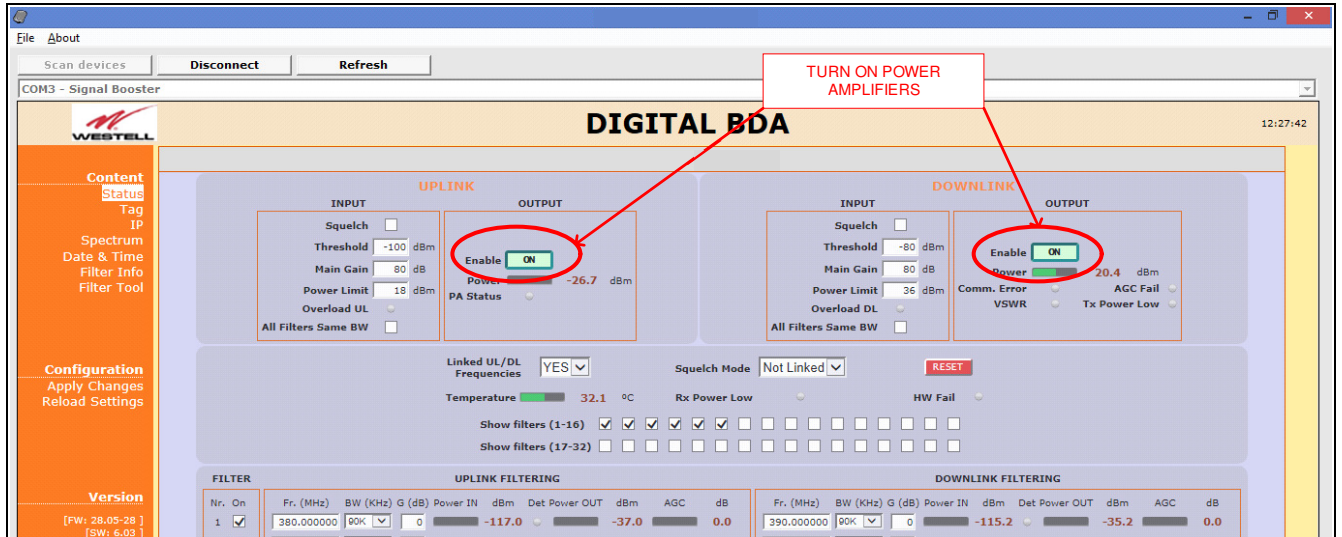 File About
Scan devices Disconnect Refresh
COM3 - Signal Booster
TURN ON POWER
AMPLIFIERS
WESTELL
DIGITAL BDA
12:27:42
Content
Status
Tag
IP
Spectrum
Date & Time
Filter Info
Filter Tool
Configuration
Apply Changes
Reload Settings
Version
[FW: 28.05-28 ]
[SW: 6.03 ]
UPLINK
INPUT OUTPUT
Squelch
Threshold -100 dBm
Main Gain 80 dB
Power Limit 18 dBm
Overload UL
All Filters Same BW
Enable ON
Power -26.7 dBm
PA Status
DOWNLINK
INPUT OUTPUT
Squelch
Threshold -80 dBm
Main Gain 80 dB
Power Limit 36 dBm
Overload DL
All Filters Same BW
Enable ON
Power 20.4 dBm
Comm. Error AGC Fail
VSWR Tx Power Low
Linked UL/DL
Frequencies YES Squelch Mode Not Linked RESET
Temperature 32.1 ºC Rx Power Low HW Fail
Show filters (1-16)
Show filters (17-32)
FILTER UPLINK FILTERING DOWNLINK FILTERING
Nr. On Fr. (MHz) BW (KHz) G (dB) Power IN dBm Det Power OUT dBm AGC dB Fr. (MHz) BW (KHz) G (dB) Power IN dBm Det Power OUT dBm AGC dB
1 380.000000 90K 0 -117.0 -37.0 0.0 390.000000 90K 0 -115.2 -35.2 0.0